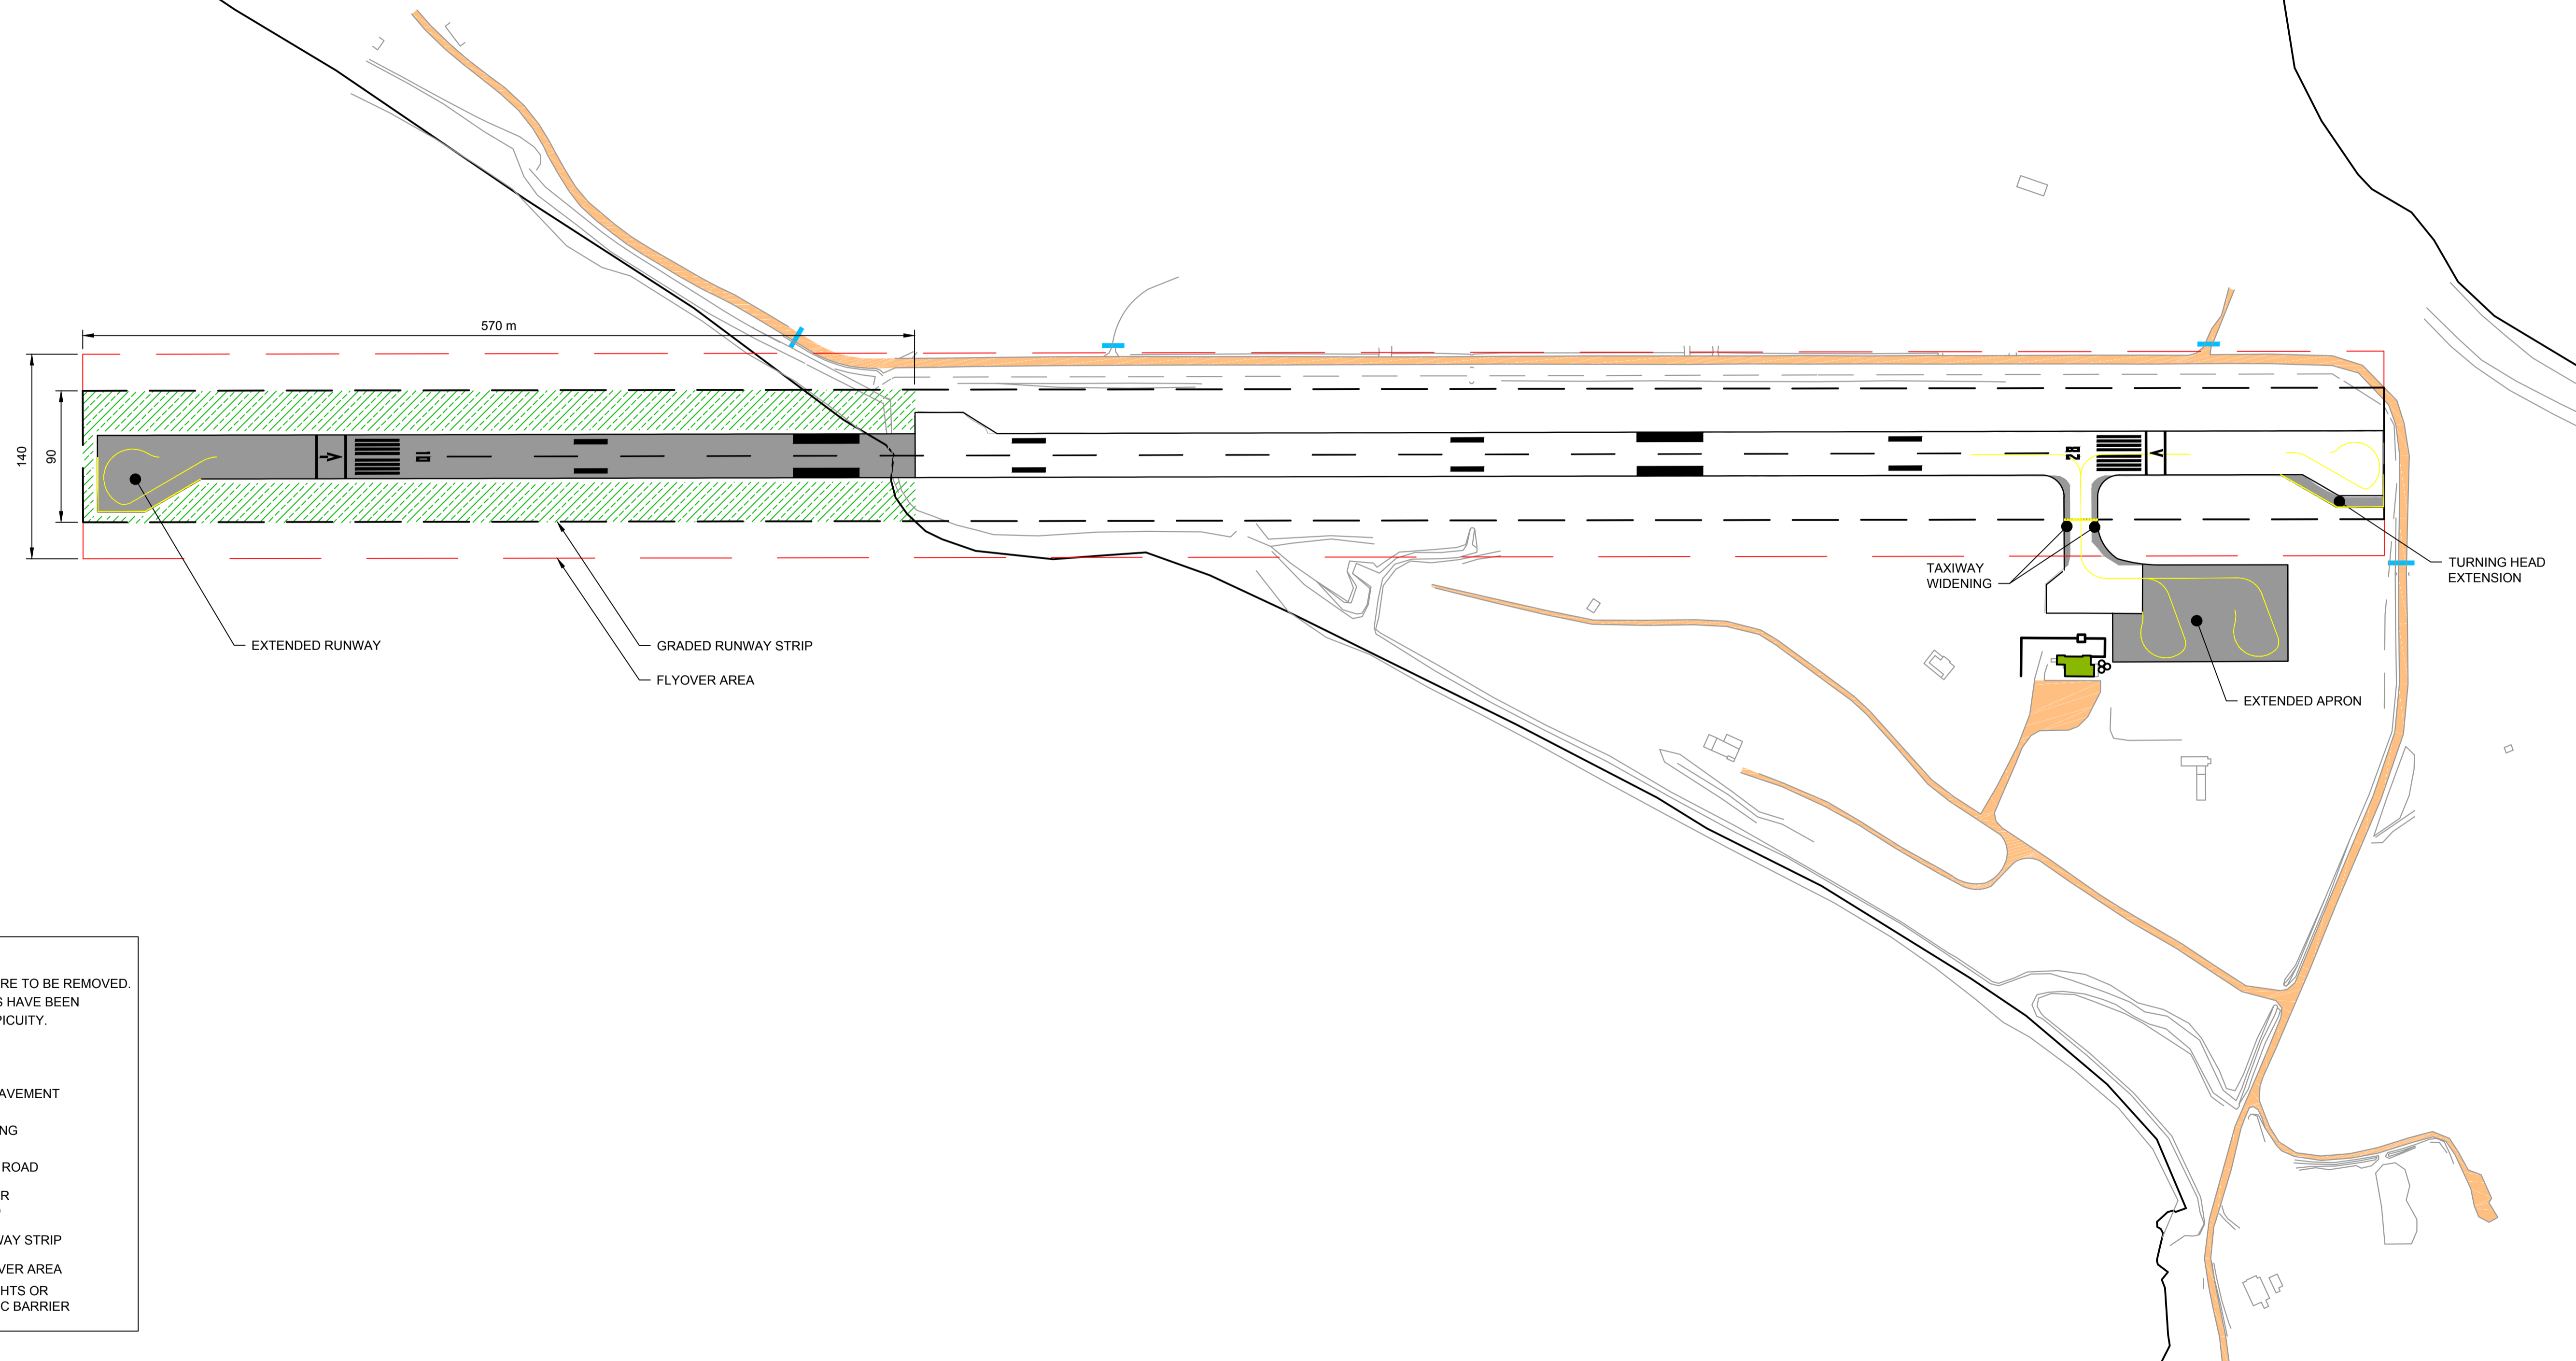 570 m
140
90
10
28
EXTENDED RUNWAY
GRADED RUNWAY STRIP
FLYOVER AREA
TAXIWAY
WIDENING
TURNING HEAD
EXTENSION
EXTENDED APRON
RE TO BE REMOVED.
HAVE BEEN
PICUITY.
AVEMENT
NG
ROAD
R
WAY STRIP
VER AREA
HTS OR
C BARRIER